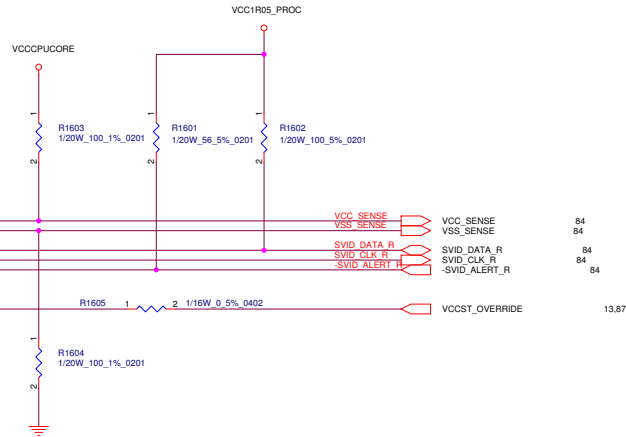 VCC1R05_PROC
VCCCPUCORE
1
1
1
R1603
1/20W_100_1%_0201
R1601
1/20W_56_5%_0201
R1602
1/20W_100_5%_0201
2
2
2
VCC_SENSE
VCC_SENSE 84
VSS_SENSE
VSS_SENSE 84
SVID_DATA_R
SVID_DATA_R 84
SVID_CLK_R
SVID_CLK_R 84
-SVID_ALERT_R
-SVID_ALERT_R 84
R1605 1 2 1/16W_0_5%_0402
VCCST_OVERRIDE 13,87
1
R1604
1/20W_100_1%_0201
2